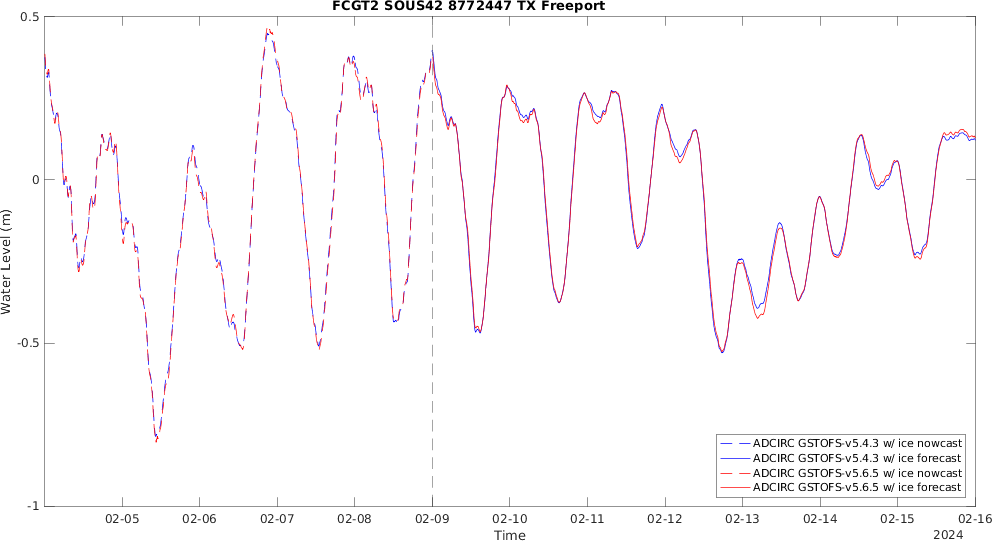 FCGT2 SOUS42 8772447 TX Freeport
Water Level (m)
0.5
0
-0.5
-1
02-05 02-06 02-07 02-08 02-09 02-10 02-11 02-12 02-13 02-14 02-15 02-16
Time
2024
ADCIRC GSTOFS-v5.4.3 w/ ice nowcast
ADCIRC GSTOFS-v5.4.3 w/ ice forecast
ADCIRC GSTOFS-v5.6.5 w/ ice nowcast
ADCIRC GSTOFS-v5.6.5 w/ ice forecast